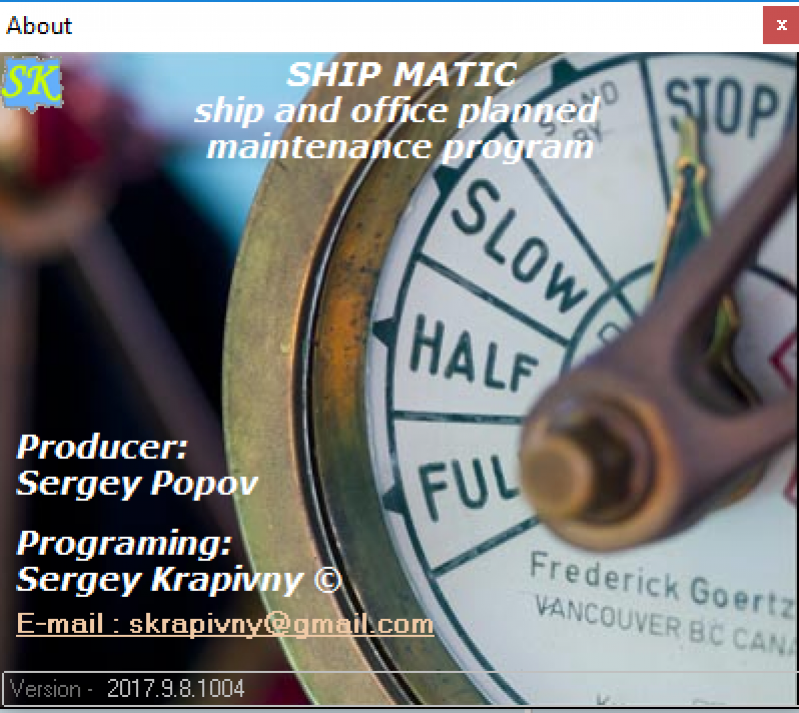 About
x
SK
SHIP MATIC
ship and office planned
maintenance program
STAND
BY
STOP
SLOW
HALF
FUL
Producer:
Sergey Popov
Programing:
Sergey Krapivny ©
E-mail : skrapivny@gmail.com
Frederick Goertz
VANCOUVER BC CANA
Version - 2017.9.8.1004